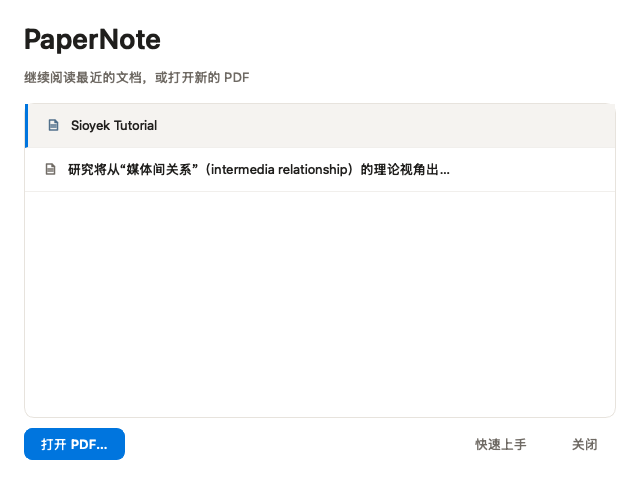 PaperNote
继续阅读最近的文档，或打开新的 PDF
Sioyek Tutorial
研究将从“媒体间关系”（intermedia relationship）的理论视角出...
打开 PDF...
快速上手
关闭